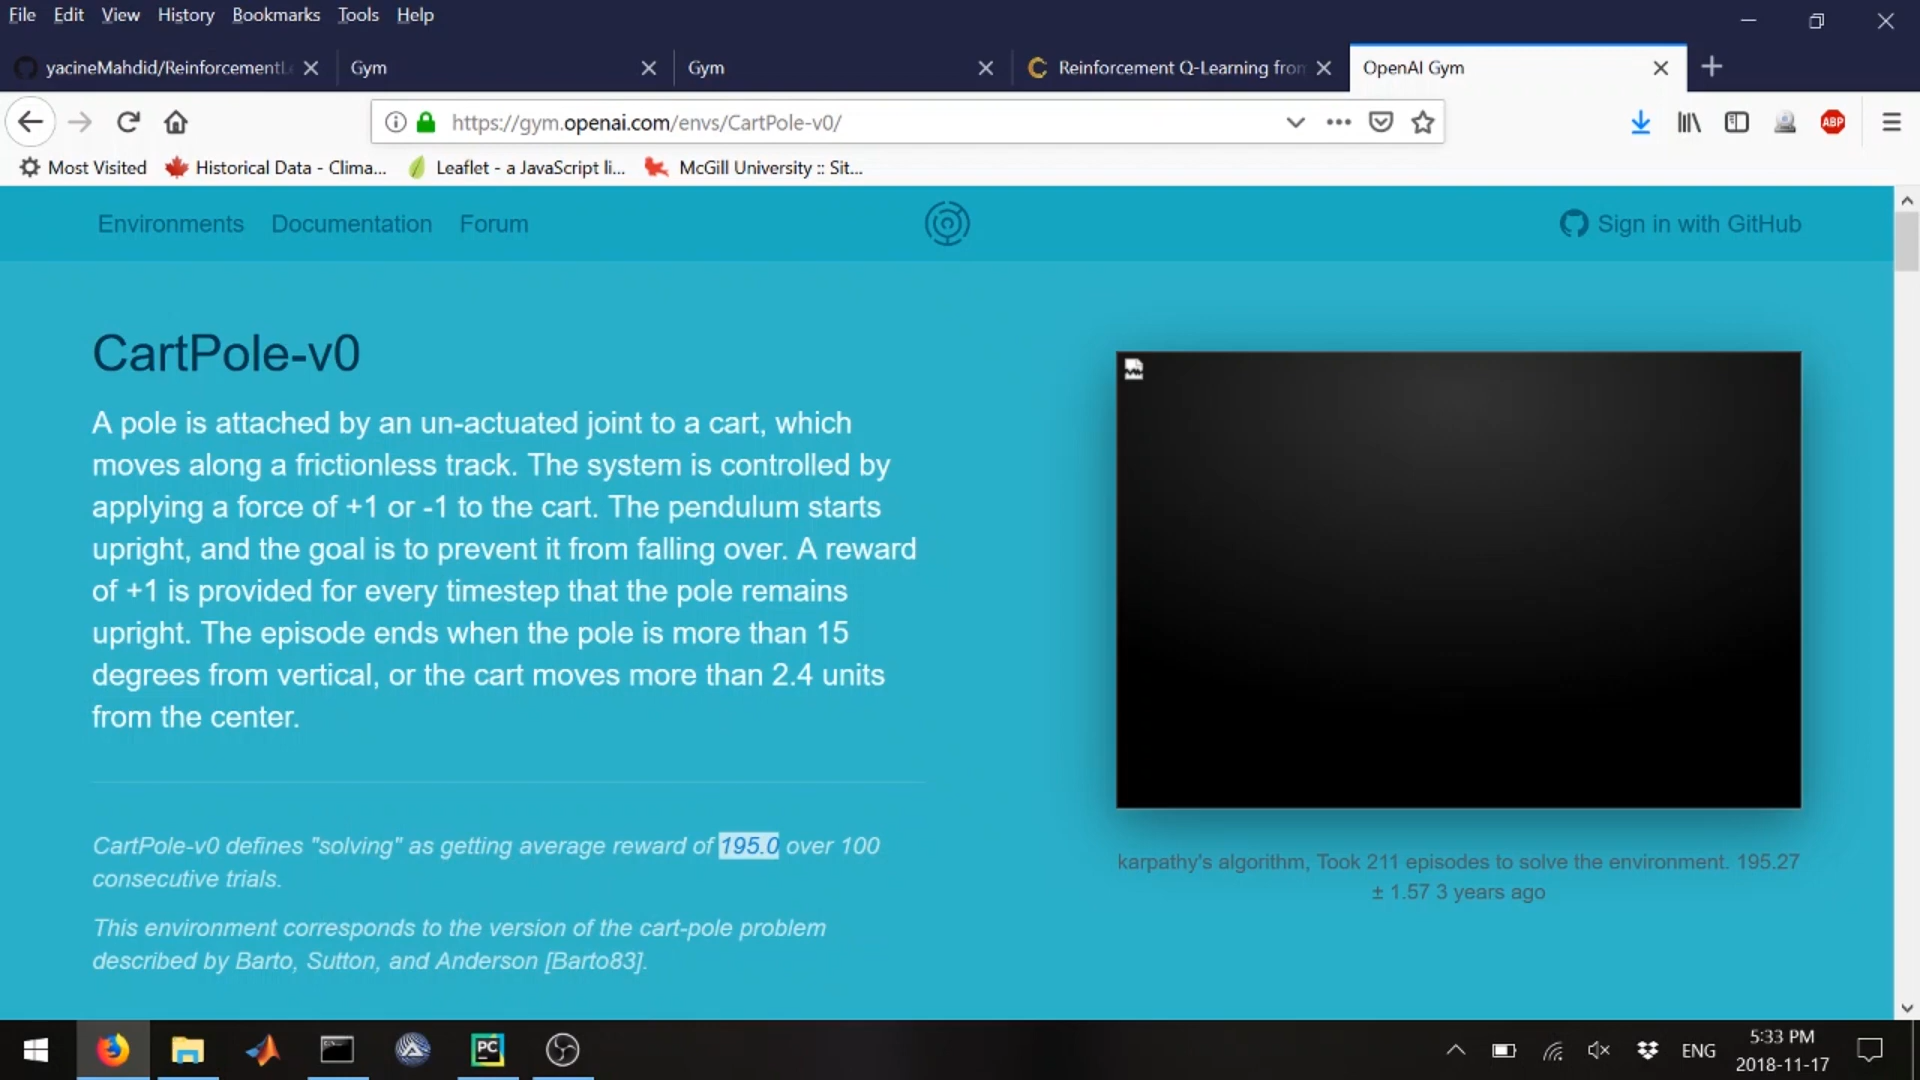 File Edit View History Bookmarks Tools Help
yacineMahdid/ReinforcementL Gym Gym Reinforcement Q-Learning from OpenAI Gym
https://gym.openai.com/envs/CartPole-v0/ ABP
Most Visited Historical Data - Clima... Leaflet - a JavaScript li... McGill University :: Sit...
Environments Documentation Forum Sign in with GitHub
CartPole-v0
A pole is attached by an un-actuated joint to a cart, which
moves along a frictionless track. The system is controlled by
applying a force of +1 or -1 to the cart. The pendulum starts
upright, and the goal is to prevent it from falling over. A reward
of +1 is provided for every timestep that the pole remains
upright. The episode ends when the pole is more than 15
degrees from vertical, or the cart moves more than 2.4 units
from the center.
CartPole-v0 defines "solving" as getting average reward of 195.0 over 100
consecutive trials.
This environment corresponds to the version of the cart-pole problem
described by Barto, Sutton, and Anderson [Barto83].
karpathy's algorithm, Took 211 episodes to solve the environment. 195.27
± 1.57 3 years ago
PC
ENG
5:33 PM
2018-11-17